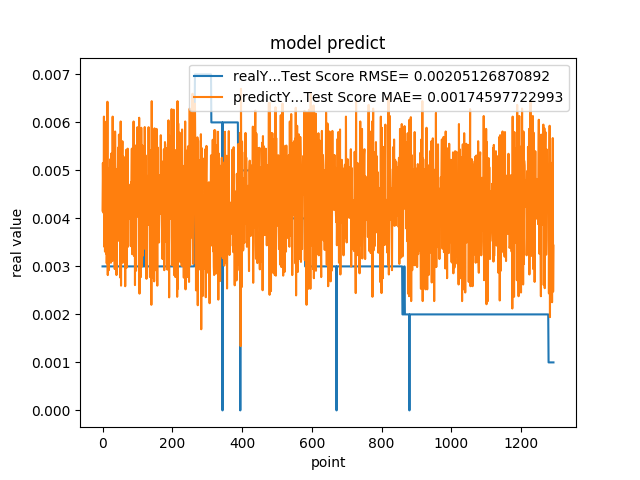 model predict
realY...Test Score RMSE= 0.00205126870892
predictY...Test Score MAE= 0.00174597722993
0.007
0.006
0.005
0.004
0.003
0.002
0.001
0.000
real value
0 200 400 600 800 1000 1200
point